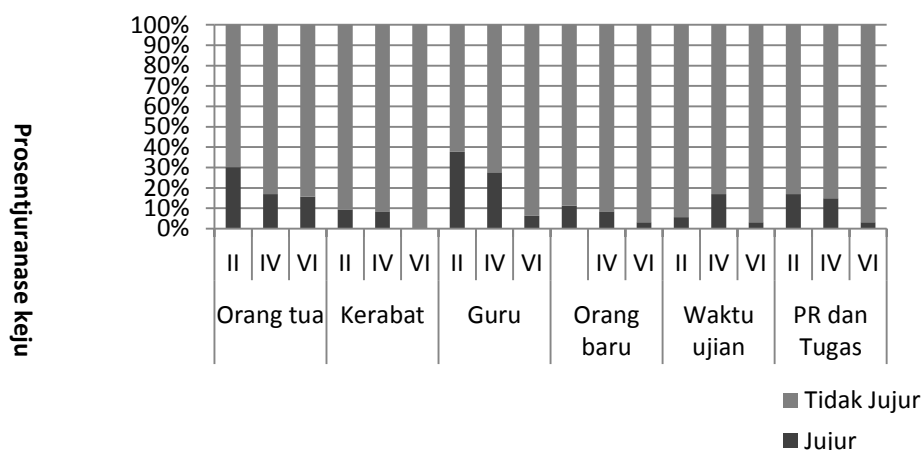 100%
90%
80%
70%
60%
50%
40%
30%
20%
10%
0%
Prosentjuranase keju
II IV VI II IV VI II IV VI IV VI II IV VI II IV VI
Orang tua Kerabat Guru Orang baru Waktu ujian PR dan Tugas
Tidak Jujur
Jujur